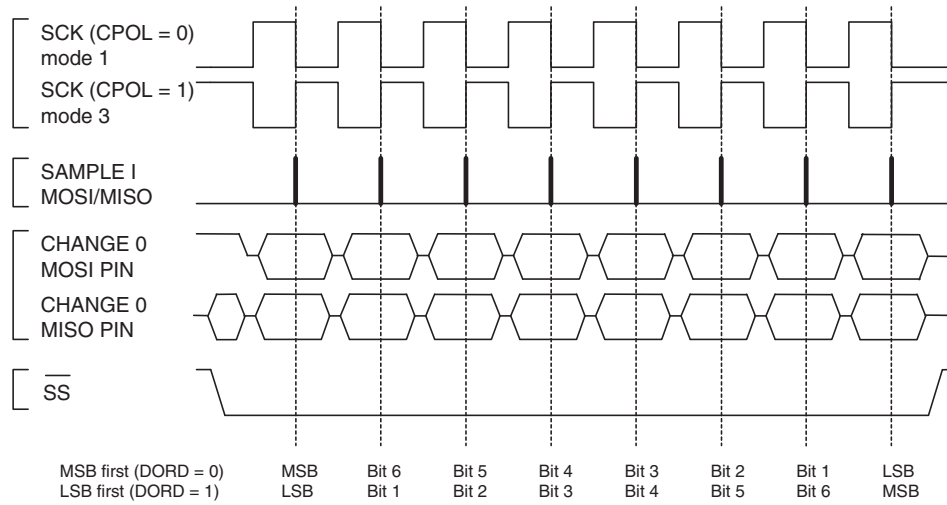 SCK (CPOL = 0)
mode 1
SCK (CPOL = 1)
mode 3
SAMPLE I
MOSI/MISO
CHANGE 0
MOSI PIN
CHANGE 0
MISO PIN
SS
MSB first (DORD = 0) MSB Bit 6 Bit 5 Bit 4 Bit 3 Bit 2 Bit 1 LSB
LSB first (DORD = 1) LSB Bit 1 Bit 2 Bit 3 Bit 4 Bit 5 Bit 6 MSB